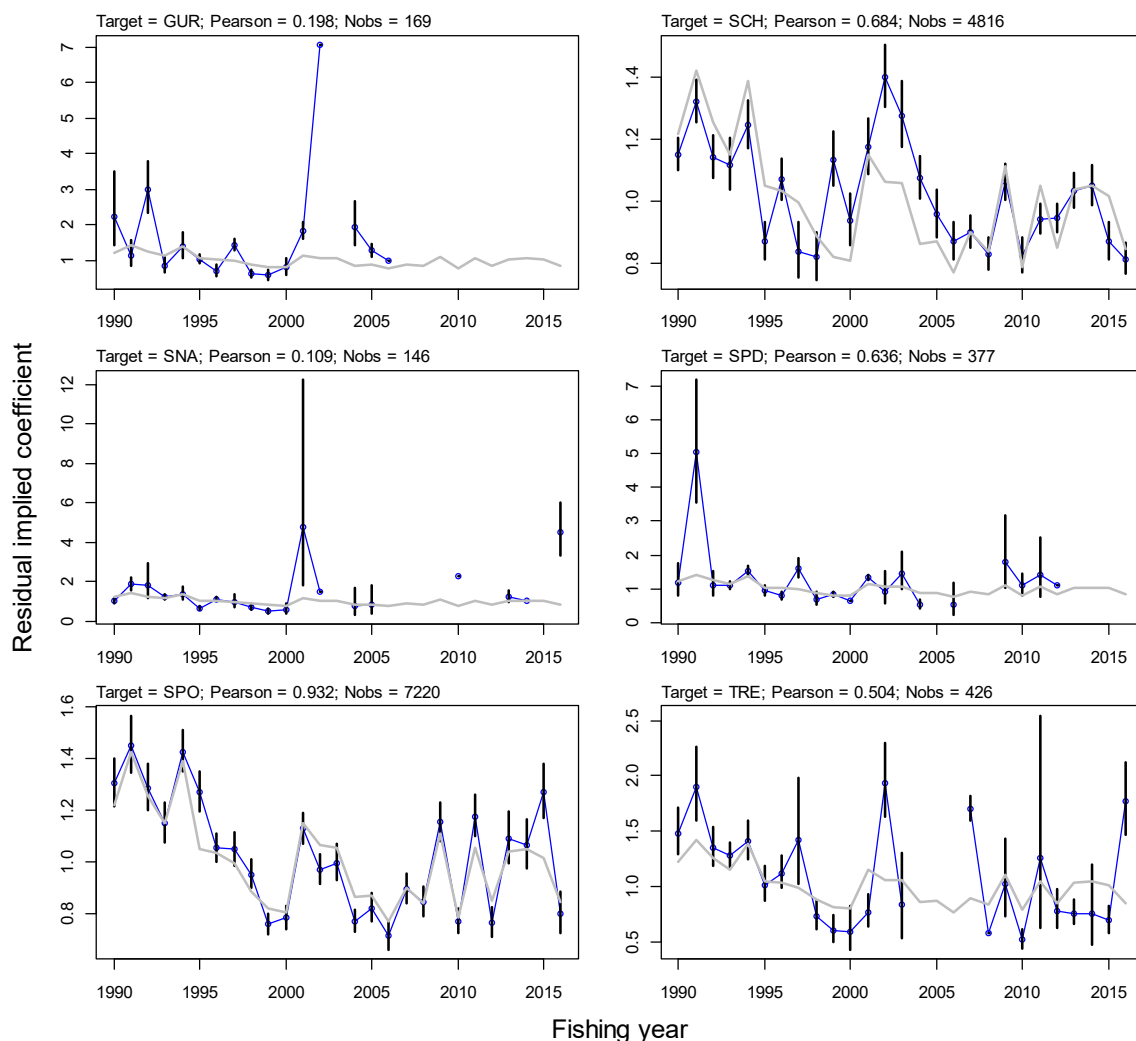 Target = GUR; Pearson = 0.198; Nobs = 169
7
6
5
4
3
2
1
1990 1995 2000 2005 2010 2015
Target = SCH; Pearson = 0.684; Nobs = 4816
1.4
1.2
1.0
0.8
1990 1995 2000 2005 2010 2015
Target = SNA; Pearson = 0.109; Nobs = 146
12
10
8
6
4
2
0
1990 1995 2000 2005 2010 2015
Target = SPD; Pearson = 0.636; Nobs = 377
7
6
5
4
3
2
1
0
1990 1995 2000 2005 2010 2015
Target = SPO; Pearson = 0.932; Nobs = 7220
1.6
1.4
1.2
1.0
0.8
1990 1995 2000 2005 2010 2015
Target = TRE; Pearson = 0.504; Nobs = 426
2.5
2.0
1.5
1.0
0.5
1990 1995 2000 2005 2010 2015
Residual implied coefficient
Fishing year